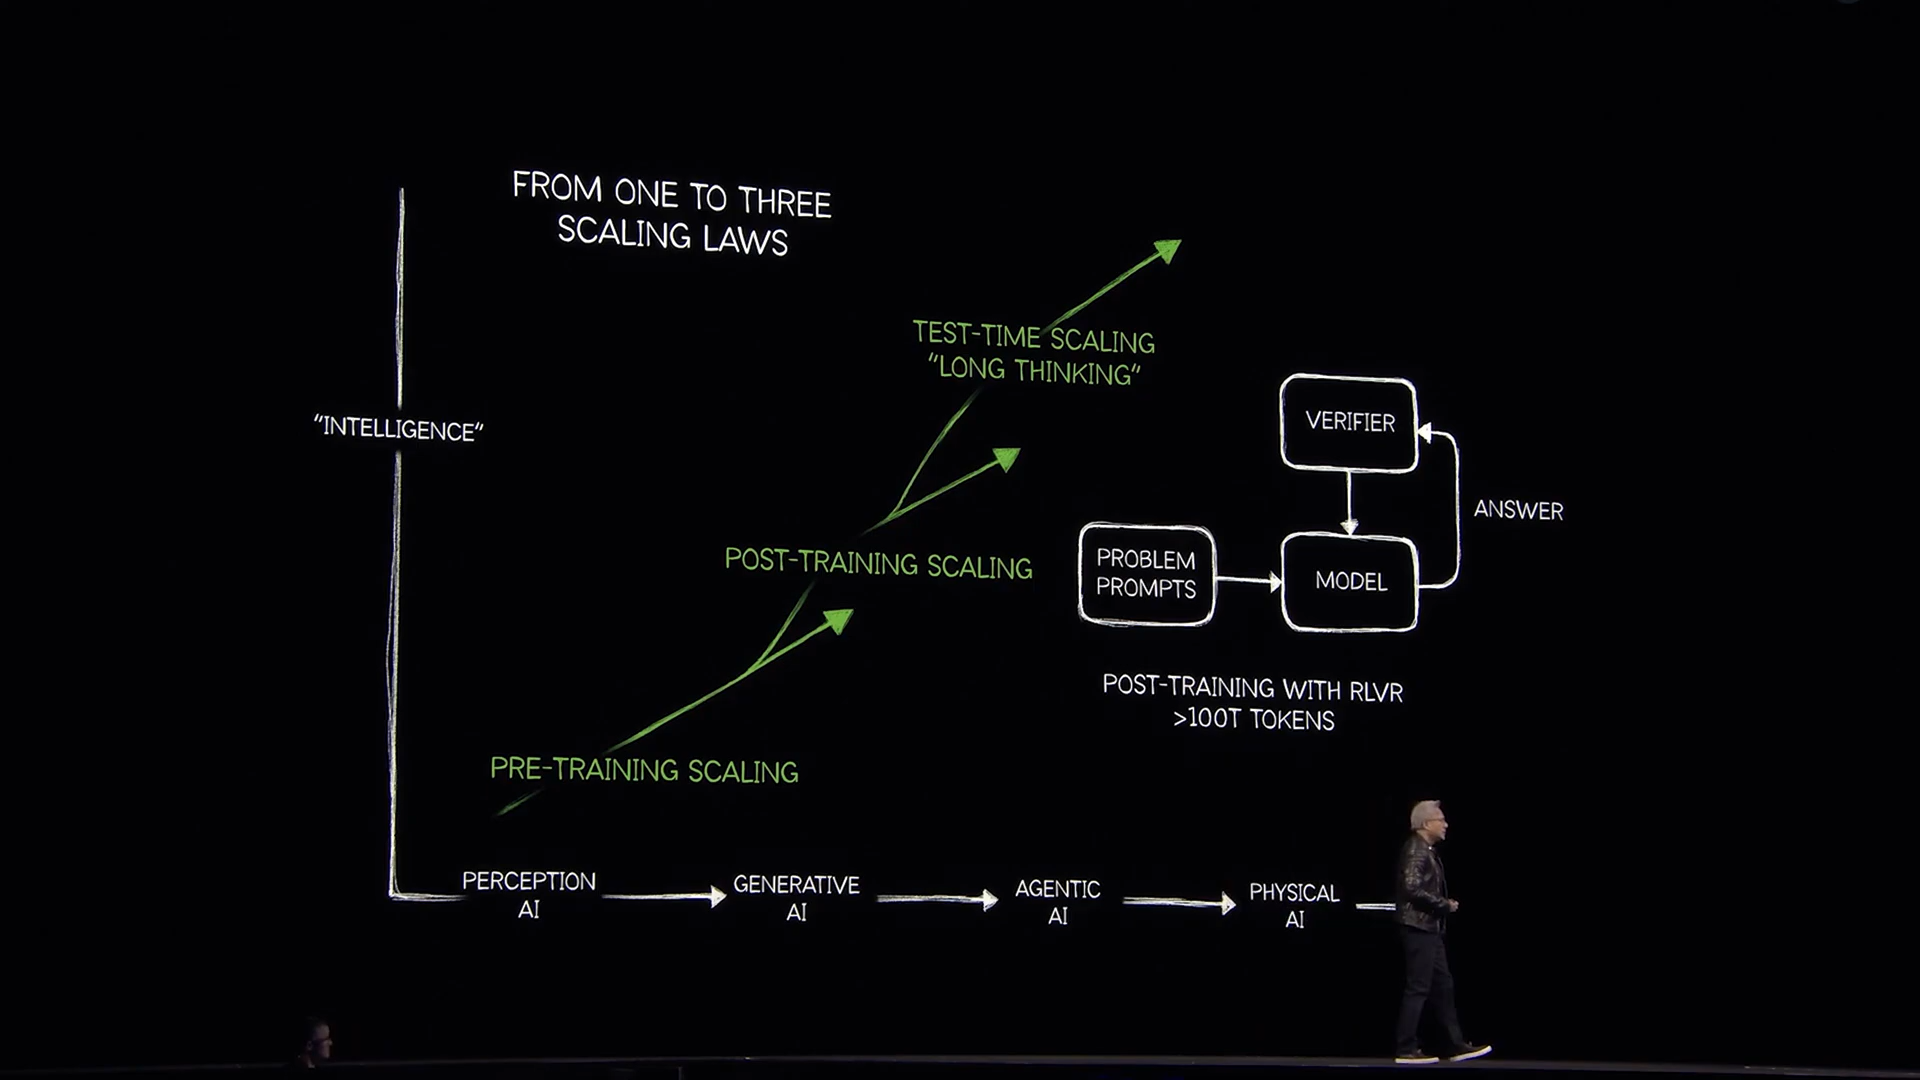 FROM ONE TO THREE
SCALING LAWS
"INTELLIGENCE"
TEST-TIME SCALING
"LONG THINKING"
POST-TRAINING SCALING
PRE-TRAINING SCALING
VERIFIER
ANSWER
PROBLEM
PROMPTS
MODEL
POST-TRAINING WITH RLVR
>100T TOKENS
PERCEPTION
AI
GENERATIVE
AI
AGENTIC
AI
PHYSICAL
AI